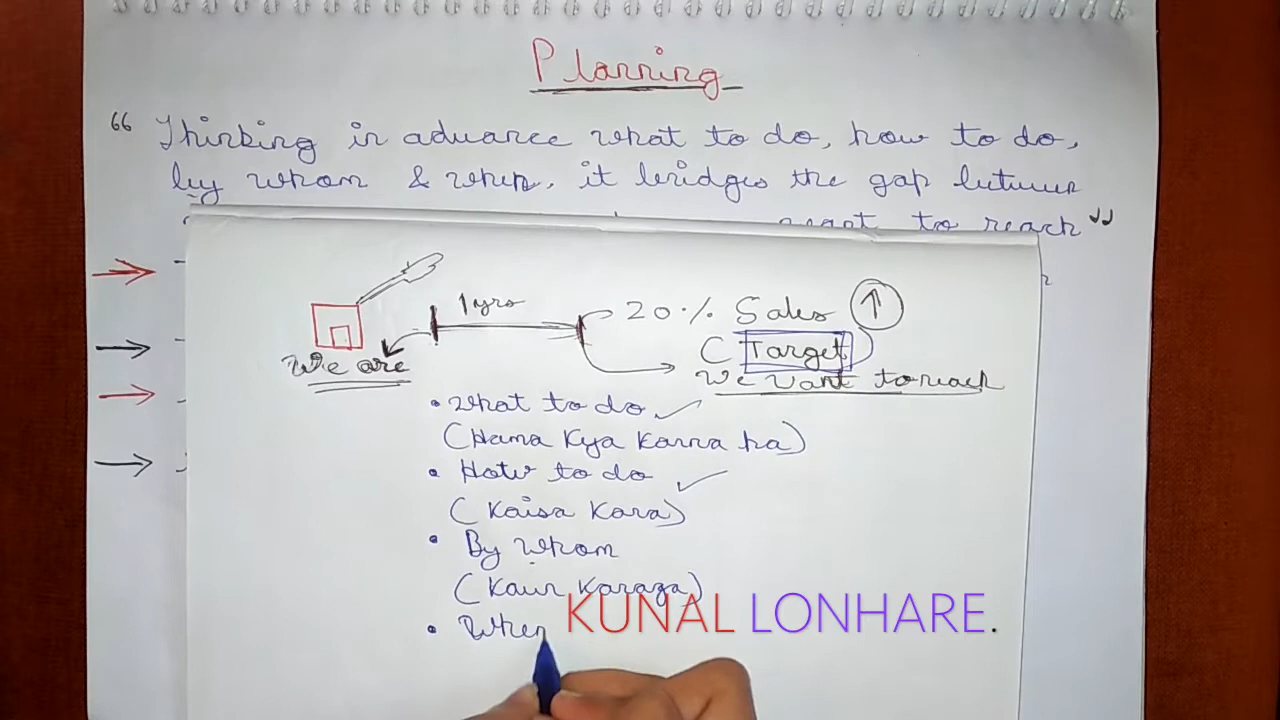 Planning
“ Thinking in advance what to do, how to do,
by whom & when, it bridges the gap between
want to reach ”
1 yrs
20% Sales ↑
( Target
We are
We want to reach
• What to do ✓
(Hama Kya Karna ha)
• How to do ✓
( Kaisa Kara)
• By Whom
( Kaun Karaga)
• When
KUNAL LONHARE.